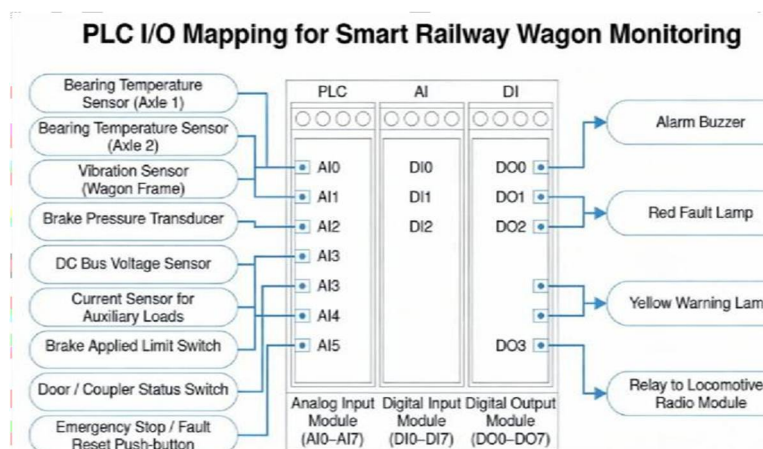 PLC I/O Mapping for Smart Railway Wagon Monitoring
Bearing Temperature
Sensor (Axle 1)
Bearing Temperature Sensor
(Axle 2)
Vibration Sensor
(Wagon Frame)
Brake Pressure Transducer
DC Bus Voltage Sensor
Current Sensor for
Auxiliary Loads
Brake Applied Limit Switch
Door / Coupler Status Switch
Emergency Stop / Fault
Reset Push-button
PLC
AI0
AI1
AI2
AI3
AI3
AI4
AI5
Analog Input
Module
(AI0–AI7)
AI
DI0
DI1
DI2
Digital Input
Module
(DI0–DI7)
DI
DO0
DO1
DO2
DO3
Digital Output
Module
(DO0–DO7)
Alarm Buzzer
Red Fault Lamp
Yellow Warning Lam
Relay to Locomotive
Radio Module